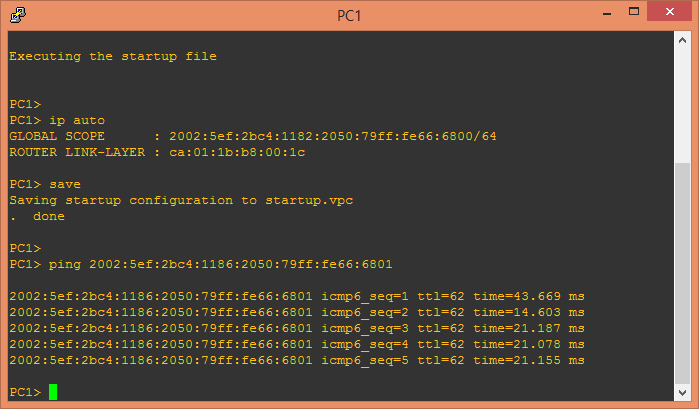 PC1
Executing the startup file
PC1>
PC1> ip auto
GLOBAL SCOPE      : 2002:5ef:2bc4:1182:2050:79ff:fe66:6800/64
ROUTER LINK-LAYER : ca:01:1b:b8:00:1c
PC1> save
Saving startup configuration to startup.vpc
.  done
PC1>
PC1> ping 2002:5ef:2bc4:1186:2050:79ff:fe66:6801
2002:5ef:2bc4:1186:2050:79ff:fe66:6801 icmp6_seq=1 ttl=62 time=43.669 ms
2002:5ef:2bc4:1186:2050:79ff:fe66:6801 icmp6_seq=2 ttl=62 time=14.603 ms
2002:5ef:2bc4:1186:2050:79ff:fe66:6801 icmp6_seq=3 ttl=62 time=21.187 ms
2002:5ef:2bc4:1186:2050:79ff:fe66:6801 icmp6_seq=4 ttl=62 time=21.078 ms
2002:5ef:2bc4:1186:2050:79ff:fe66:6801 icmp6_seq=5 ttl=62 time=21.155 ms
PC1>